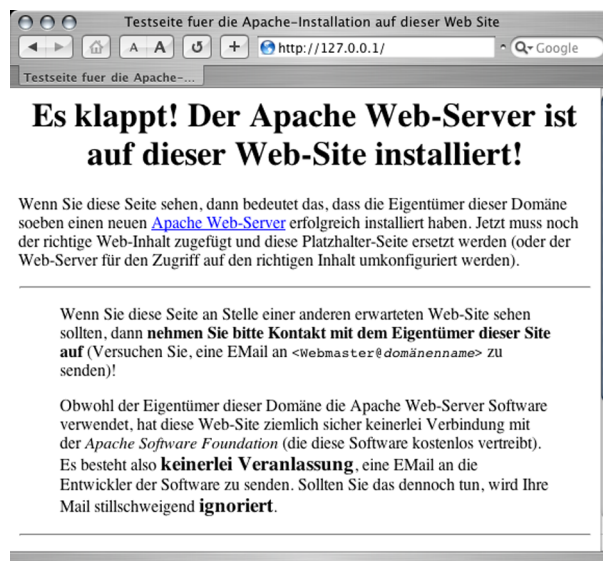 Testseite fuer die Apache-Installation auf dieser Web Site
A A + http://127.0.0.1/ Google
Testseite fuer die Apache-...
Es klappt! Der Apache Web-Server ist
auf dieser Web-Site installiert!
Wenn Sie diese Seite sehen, dann bedeutet das, dass die Eigentümer dieser Domäne
soeben einen neuen Apache Web-Server erfolgreich installiert haben. Jetzt muss noch
der richtige Web-Inhalt zugefügt und diese Platzhalter-Seite ersetzt werden (oder der
Web-Server für den Zugriff auf den richtigen Inhalt umkonfiguriert werden).
Wenn Sie diese Seite an Stelle einer anderen erwarteten Web-Site sehen
sollten, dann nehmen Sie bitte Kontakt mit dem Eigentümer dieser Site
auf (Versuchen Sie, eine EMail an <Webmaster@domänenname> zu
senden)!
Obwohl der Eigentümer dieser Domäne die Apache Web-Server Software
verwendet, hat diese Web-Site ziemlich sicher keinerlei Verbindung mit
der Apache Software Foundation (die diese Software kostenlos vertreibt).
Es besteht also keinerlei Veranlassung, eine EMail an die
Entwickler der Software zu senden. Sollten Sie das dennoch tun, wird Ihre
Mail stillschweigend ignoriert.